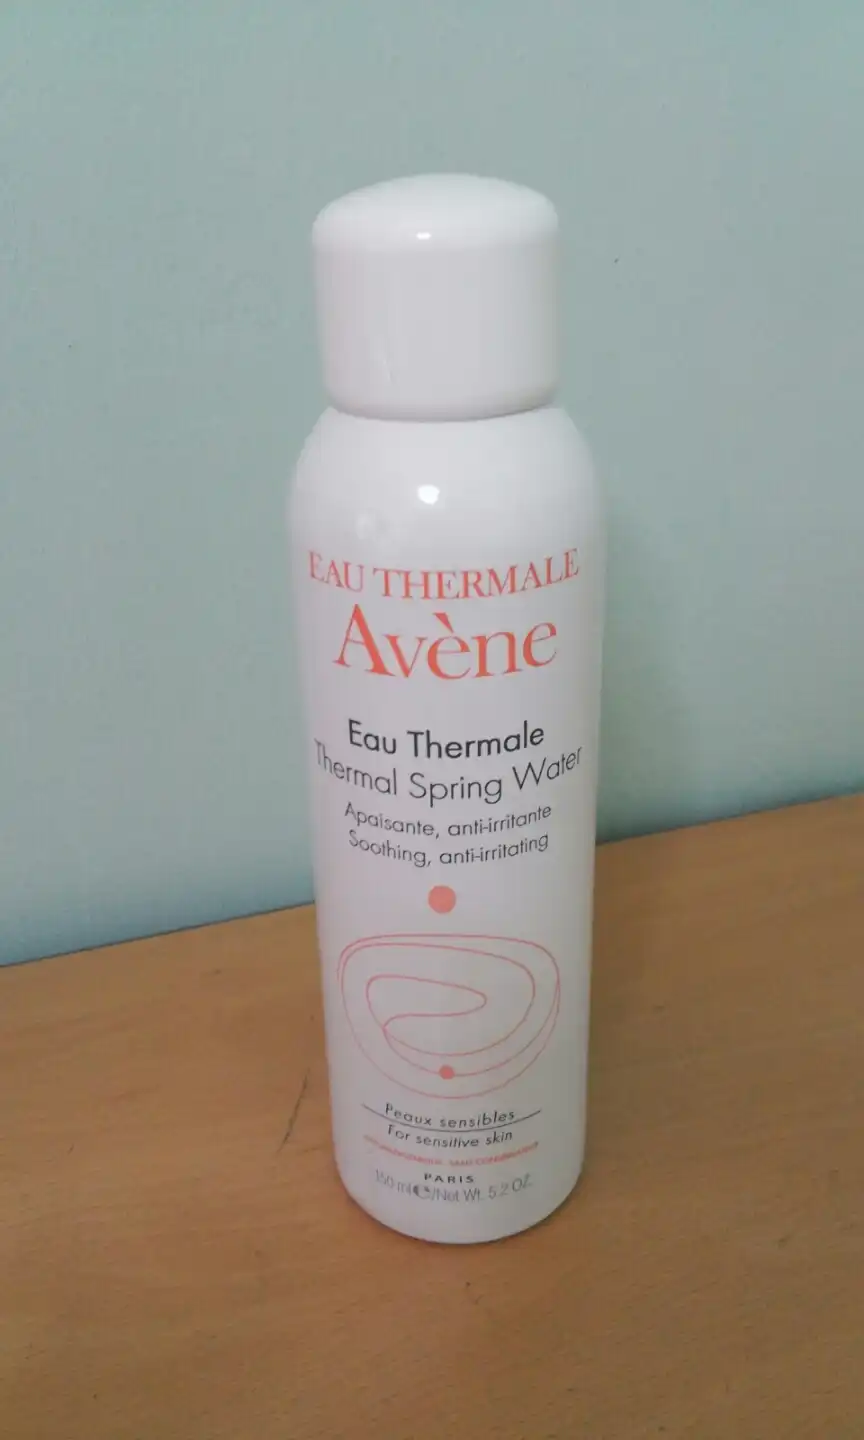 EAU THERMALE
Avène
Eau Thermale
Thermal Spring Water
Apaisante, anti-irritante
Soothing, anti-irritating
Peaux sensibles
For sensitive skin
PARIS
150 ml ℮/Net Wt. 5.2 OZ.